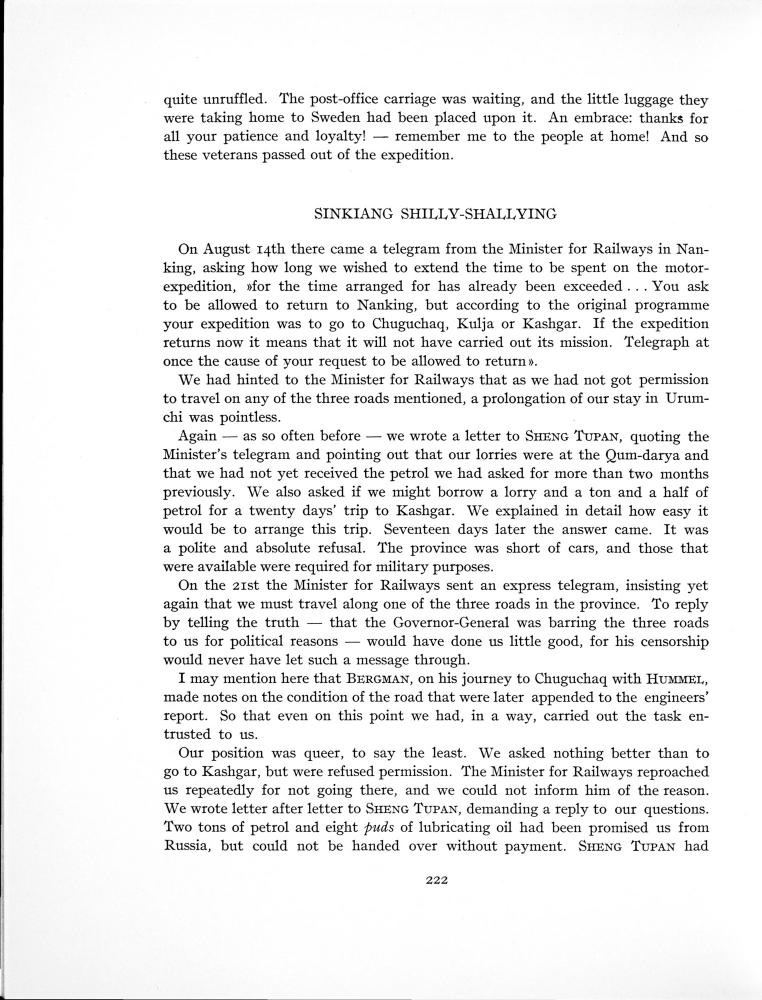 quite unruffled. The post-office carriage was waiting, and the little luggage they
were taking home to Sweden had been placed upon it. An embrace: thanks for
all your patience and loyalty! — remember me to the people at home! And so
these veterans passed out of the expedition.
SINKIANG SHILLY-SHALLYING
On August 14th there came a telegram from the Minister for Railways in Nan-
king, asking how long we wished to extend the time to be spent on the motor-
expedition, »for the time arranged for has already been exceeded . . . You ask
to be allowed to return to Nanking, but according to the original programme
your expedition was to go to Chuguchaq, Kulja or Kashgar. If the expedition
returns now it means that it will not have carried out its mission. Telegraph at
once the cause of your request to be allowed to return».
We had hinted to the Minister for Railways that as we had not got permission
to travel on any of the three roads mentioned, a prolongation of our stay in Urum-
chi was pointless.
Again — as so often before — we wrote a letter to SHENG TUPAN, quoting the
Minister's telegram and pointing out that our lorries were at the Qum-darya and
that we had not yet received the petrol we had asked for more than two months
previously. We also asked if we might borrow a lorry and a ton and a half of
petrol for a twenty days' trip to Kashgar. We explained in detail how easy it
would be to arrange this trip. Seventeen days later the answer came. It was
a polite and absolute refusal. The province was short of cars, and those that
were available were required for military purposes.
On the 21st the Minister for Railways sent an express telegram, insisting yet
again that we must travel along one of the three roads in the province. To reply
by telling the truth — that the Governor-General was barring the three roads
to us for political reasons — would have done us little good, for his censorship
would never have let such a message through.
I may mention here that BERGMAN, on his journey to Chuguchaq with HUMMEL,
made notes on the condition of the road that were later appended to the engineers'
report. So that even on this point we had, in a way, carried out the task en-
trusted to us.
Our position was queer, to say the least. We asked nothing better than to
go to Kashgar, but were refused permission. The Minister for Railways reproached
us repeatedly for not going there, and we could not inform him of the reason.
We wrote letter after letter to SHENG TUPAN, demanding a reply to our questions.
Two tons of petrol and eight puds of lubricating oil had been promised us from
Russia, but could not be handed over without payment. SHENG TUPAN had
222